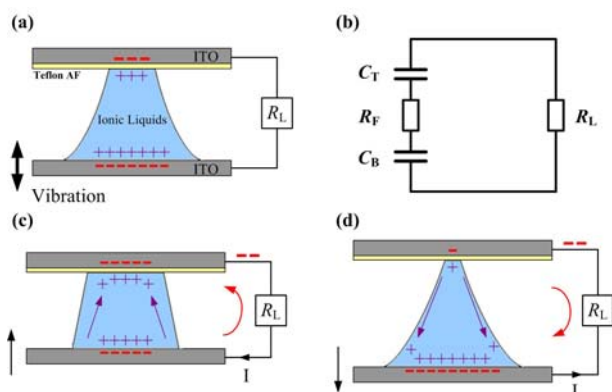 (a)
ITO
Teflon AF
Ionic Liquids
R_L
ITO
Vibration
(b)
C_T
R_F
R_L
C_B
(c)
R_L
I
(d)
R_L
I